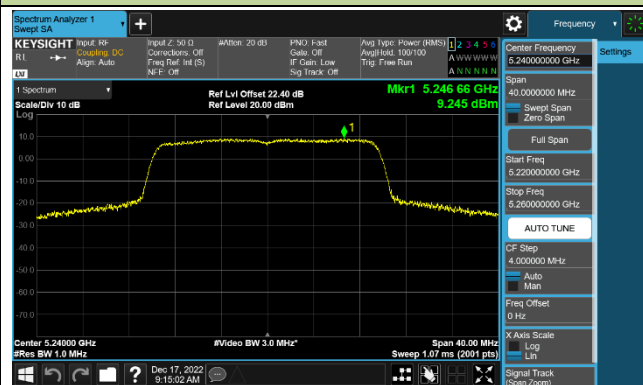 Spectrum Analyzer 1
Swept SA
+
Frequency
KEYSIGHT
Input: RF
Input Z: 50 Ω
#Atten: 20 dB
PNO: Fast
Avg Type: Power (RMS)
1 2 3 4 5 6
RL
Coupling: DC
Corrections: Off
Gate: Off
Avg|Hold: 100/100
A W W W W W
Align: Auto
Freq Ref: Int (S)
IF Gain: Low
Trig: Free Run
LXI
NFE: Off
Sig Track: Off
A N N N N N
1 Spectrum
Ref Lvl Offset 22.40 dB
Mkr1 5.246 66 GHz
Scale/Div 10 dB
Ref Level 20.00 dBm
9.245 dBm
Log
1
10.0
0.00
-10.0
-20.0
-30.0
-40.0
-50.0
-60.0
-70.0
Center 5.24000 GHz
#Video BW 3.0 MHz*
Span 40.00 MHz
#Res BW 1.0 MHz
Sweep 1.07 ms (2001 pts)
?
Dec 17, 2022
9:15:02 AM
Center Frequency
5.240000000 GHz
Settings
Span
40.0000000 MHz
Swept Span
Zero Span
Full Span
Start Freq
5.220000000 GHz
Stop Freq
5.260000000 GHz
AUTO TUNE
CF Step
4.000000 MHz
Auto
Man
Freq Offset
0 Hz
X Axis Scale
Log
Lin
Signal Track
(Span Zoom)